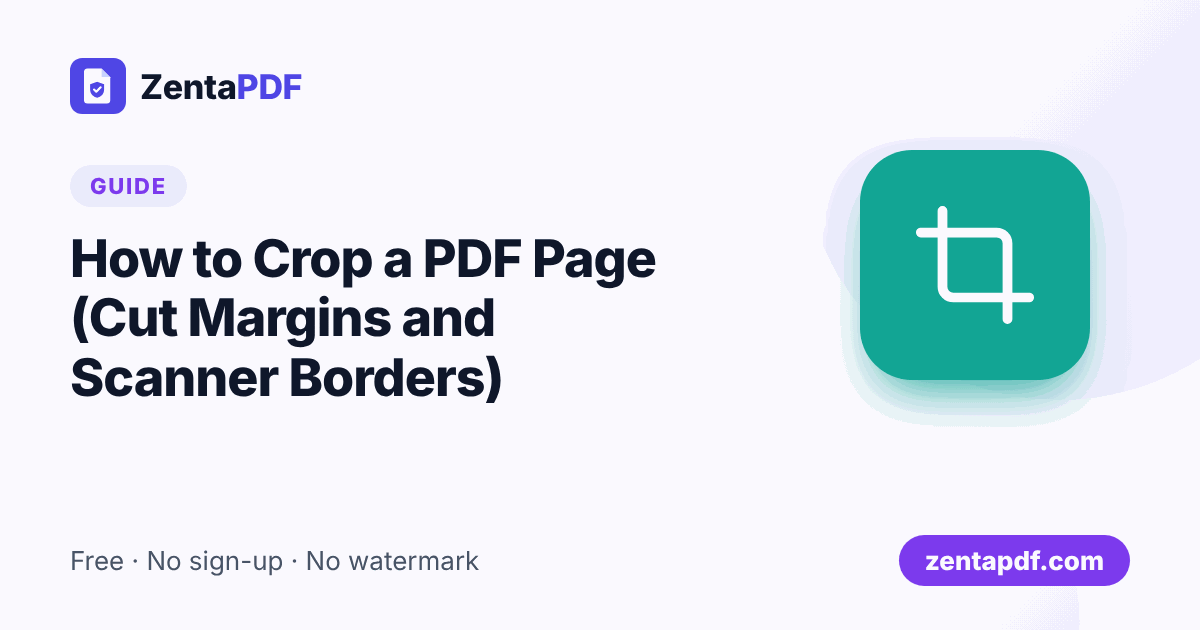 ZentaPDF
GUIDE
How to Crop a PDF Page
(Cut Margins and
Scanner Borders)
Free · No sign-up · No watermark
zentapdf.com